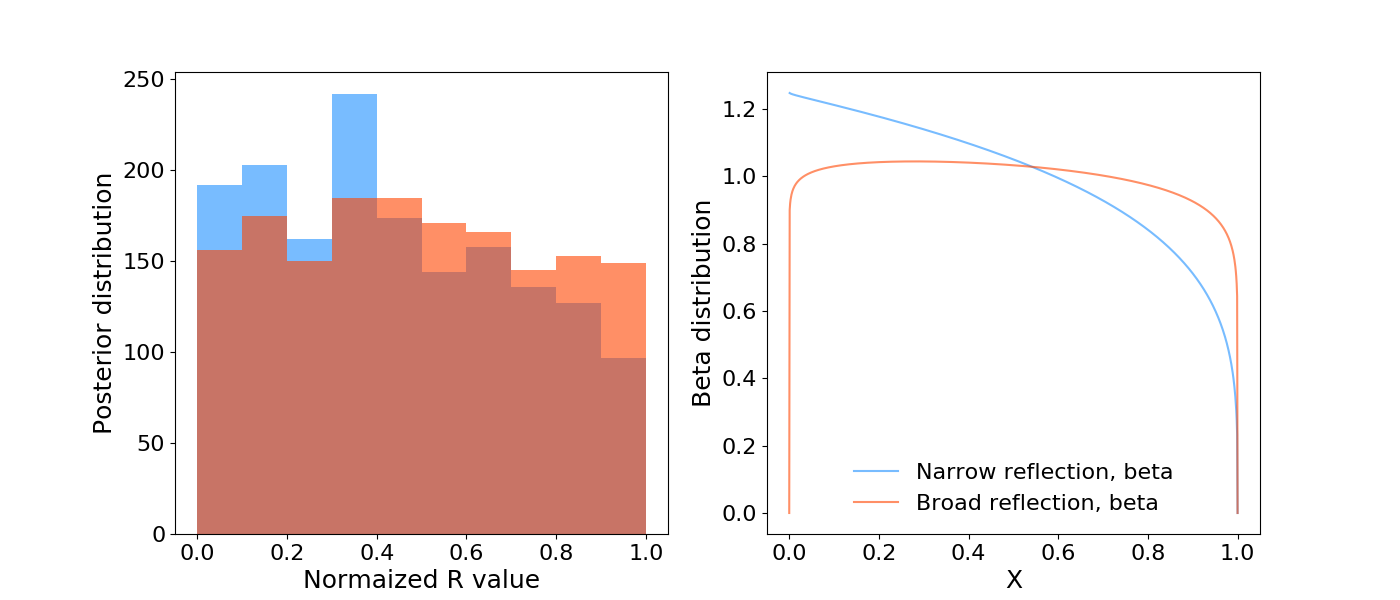 250
200
150
100
50
0
0.0 0.2 0.4 0.6 0.8 1.0
Posterior distribution
Normaized R value
1.2
1.0
0.8
0.6
0.4
0.2
0.0
0.0 0.2 0.4 0.6 0.8 1.0
Beta distribution
X
Narrow reflection, beta
Broad reflection, beta